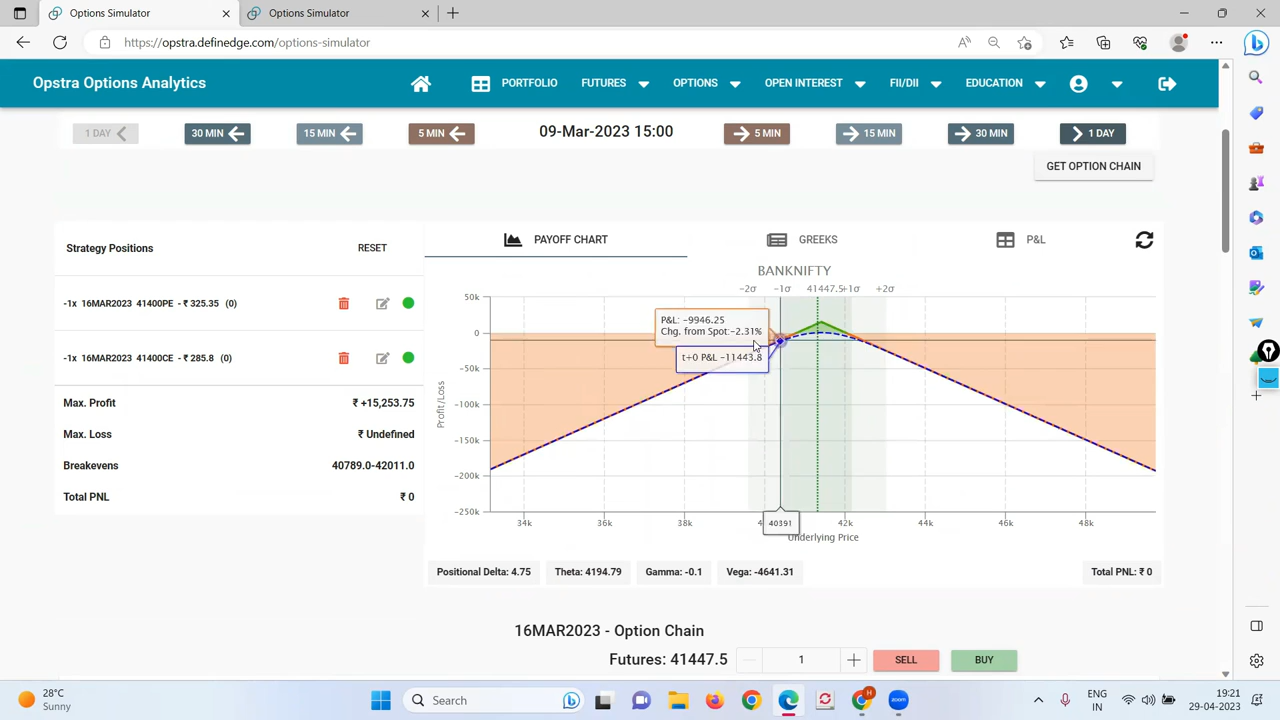 Options Simulator
Options Simulator
https://opstra.definedge.com/options-simulator
Opstra Options Analytics
PORTFOLIO
FUTURES
OPTIONS
OPEN INTEREST
FII/DII
EDUCATION
1 DAY
30 MIN
15 MIN
5 MIN
09-Mar-2023 15:00
5 MIN
15 MIN
30 MIN
1 DAY
GET OPTION CHAIN
Strategy Positions
RESET
PAYOFF CHART
GREEKS
P&L
-1x 16MAR2023 41400PE - ₹ 325.35 (0)
-1x 16MAR2023 41400CE - ₹ 285.8 (0)
Max. Profit
₹ +15,253.75
Max. Loss
₹ Undefined
Breakevens
40789.0-42011.0
Total PNL
₹ 0
BANKNIFTY
-2σ
-1σ
41447.5
+1σ
+2σ
50k
0
-50k
-100k
-150k
-200k
-250k
Profit/Loss
P&L: -9946.25
Chg. from Spot:-2.31%
t+0 P&L -11443.8
34k
36k
38k
40391
42k
44k
46k
48k
Underlying Price
Positional Delta: 4.75
Theta: 4194.79
Gamma: -0.1
Vega: -4641.31
Total PNL: ₹ 0
16MAR2023 - Option Chain
Futures: 41447.5
1
SELL
BUY
28°C
Sunny
Search
zoom
ENG
IN
19:21
29-04-2023